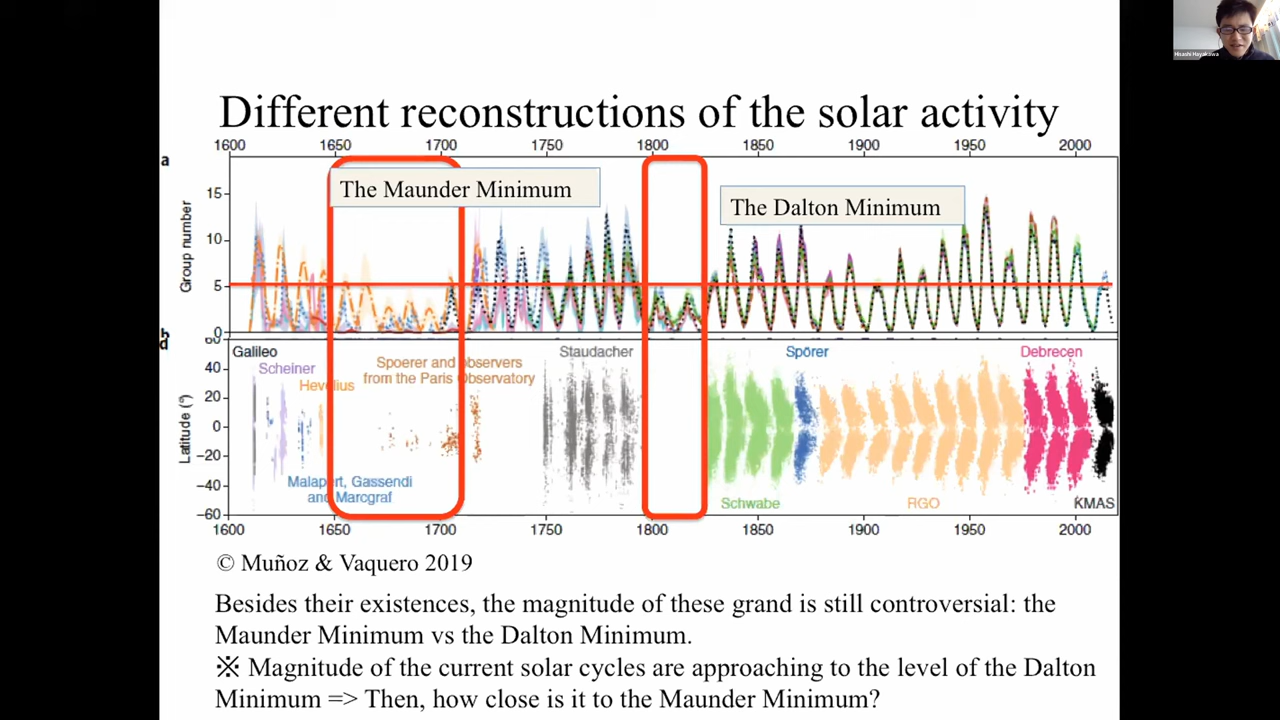 Hisashi Hayakawa
Different reconstructions of the solar activity
1600 1650 1700 1750 1800 1850 1900 1950 2000
a
The Maunder Minimum
The Dalton Minimum
Group number
15
10
5
0
60
40
20
0
−20
−40
−60
Latitude (°)
Galileo
Scheiner
Hevelius
Spoerer and observers
from the Paris Observatory
Malapert, Gassendi
and Marcgraf
Staudacher
Schwabe
Spörer
RGO
Debrecen
KMAS
1600 1650 1700 1750 1800 1850 1900 1950 2000
© Muñoz & Vaquero 2019
Besides their existences, the magnitude of these grand is still controversial: the
Maunder Minimum vs the Dalton Minimum.
※ Magnitude of the current solar cycles are approaching to the level of the Dalton
Minimum => Then, how close is it to the Maunder Minimum?